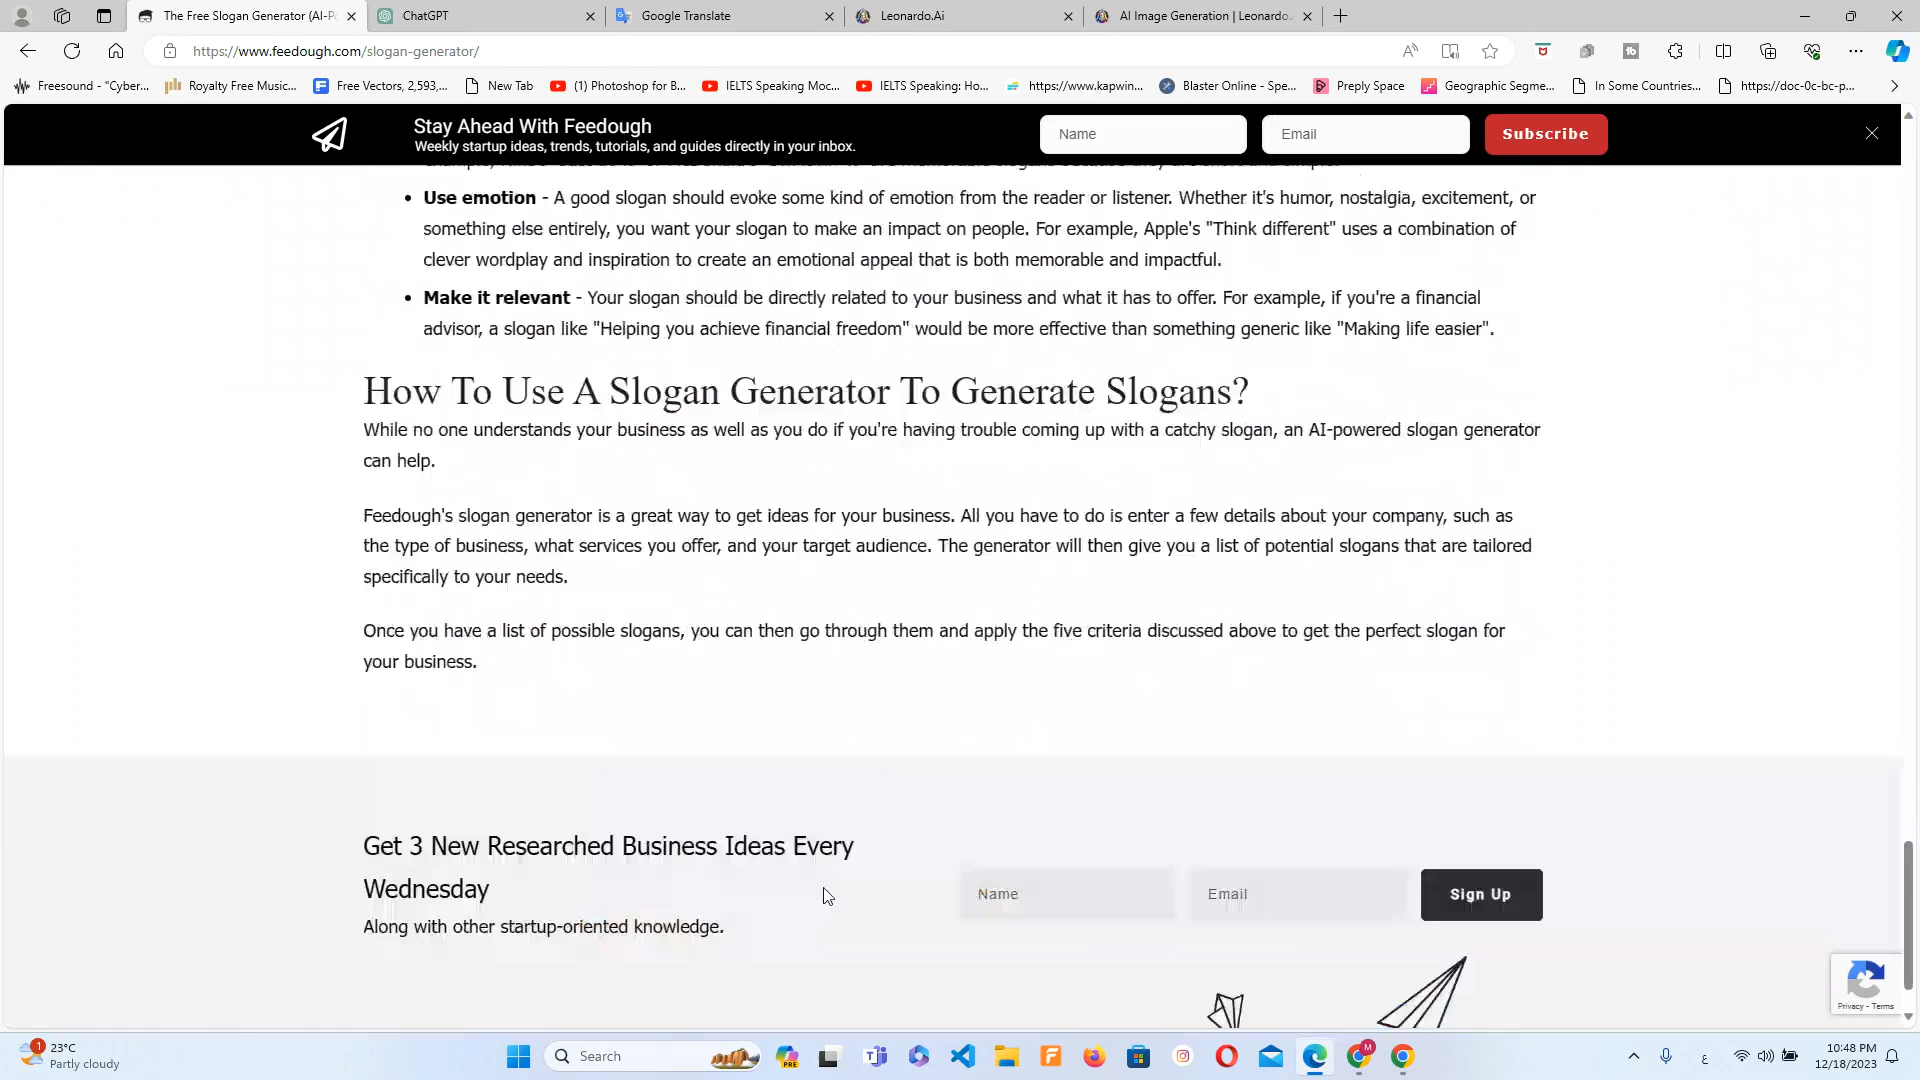 The Free Slogan Generator (AI-Po
ChatGPT
Google Translate
Leonardo.Ai
AI Image Generation | Leonardo.
https://www.feedough.com/slogan-generator/
Freesound - "Cyber...
Royalty Free Music...
Free Vectors, 2,593,...
New Tab
(1) Photoshop for B...
IELTS Speaking Moc...
IELTS Speaking: Ho...
https://www.kapwin...
Blaster Online - Spe...
Preply Space
Geographic Segme...
In Some Countries...
https://doc-0c-bc-p...
Stay Ahead With Feedough
Weekly startup ideas, trends, tutorials, and guides directly in your inbox.
Name
Email
Subscribe
• Use emotion - A good slogan should evoke some kind of emotion from the reader or listener. Whether it's humor, nostalgia, excitement, or
something else entirely, you want your slogan to make an impact on people. For example, Apple's "Think different" uses a combination of
clever wordplay and inspiration to create an emotional appeal that is both memorable and impactful.
• Make it relevant - Your slogan should be directly related to your business and what it has to offer. For example, if you're a financial
advisor, a slogan like "Helping you achieve financial freedom" would be more effective than something generic like "Making life easier".
How To Use A Slogan Generator To Generate Slogans?
While no one understands your business as well as you do if you're having trouble coming up with a catchy slogan, an AI-powered slogan generator
can help.
Feedough's slogan generator is a great way to get ideas for your business. All you have to do is enter a few details about your company, such as
the type of business, what services you offer, and your target audience. The generator will then give you a list of potential slogans that are tailored
specifically to your needs.
Once you have a list of possible slogans, you can then go through them and apply the five criteria discussed above to get the perfect slogan for
your business.
Get 3 New Researched Business Ideas Every
Wednesday
Along with other startup-oriented knowledge.
Name
Email
Sign Up
Privacy - Terms
1
23°C
Partly cloudy
Search
PRE
M
ع
10:48 PM
12/18/2023